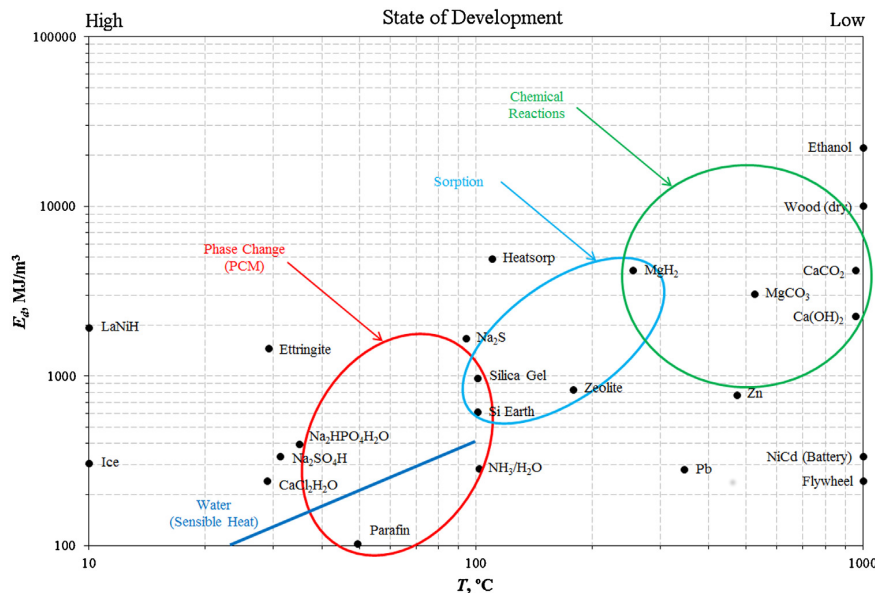 High
State of Development
Low
100000
Chemical
Reactions
Ethanol
Sorption
10000
Wood (dry)
Phase Change
(PCM)
Heatsorp
MgH₂
CaCO₂
MgCO₃
E_d, MJ/m³
LaNiH
Na₂S
Ca(OH)₂
Ettringite
1000
Silica Gel
Zeolite
Zn
Si Earth
Na₂HPO₄H₂O
Na₂SO₄H
NiCd (Battery)
Ice
NH₃/H₂O
Pb
CaCl₂H₂O
Flywheel
Water
(Sensible Heat)
Parafin
100
10
100
1000
T, ºC